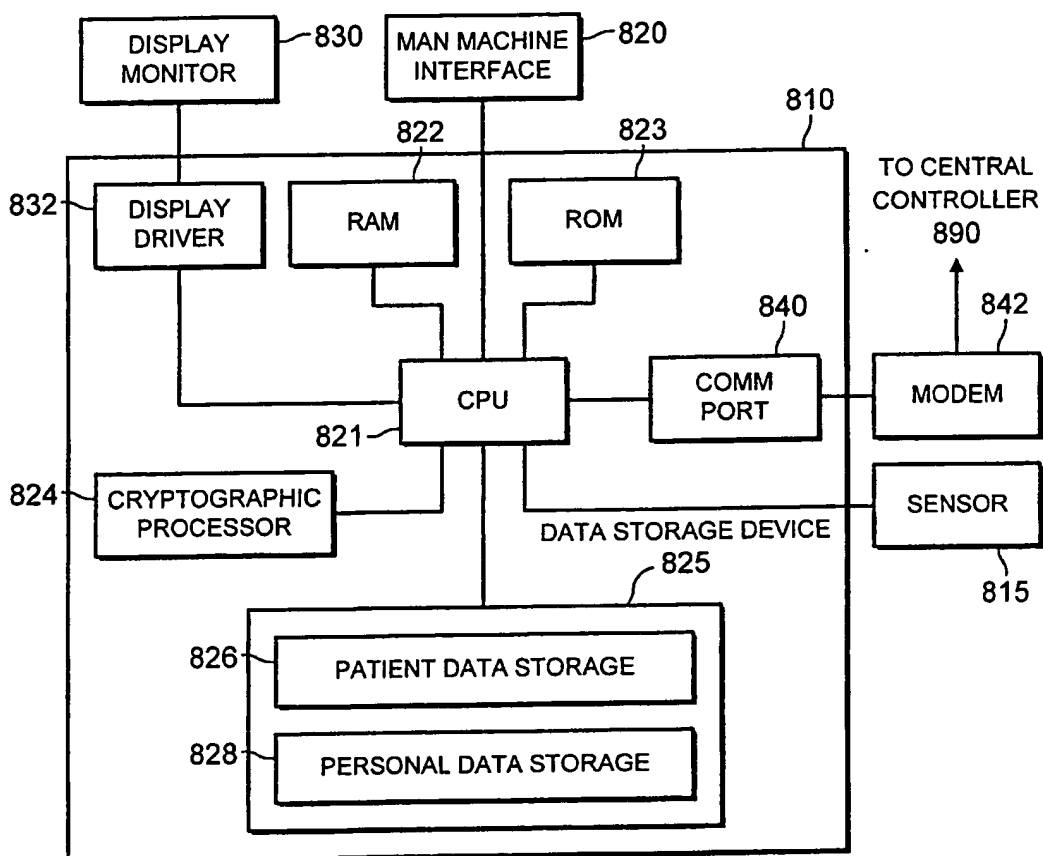 DISPLAY
MONITOR
830
MAN MACHINE
INTERFACE
820
810
822
823
TO CENTRAL
CONTROLLER
890
832
DISPLAY
DRIVER
RAM
ROM
840
842
CPU
821
COMM
PORT
MODEM
824
CRYPTOGRAPHIC
PROCESSOR
SENSOR
815
DATA STORAGE DEVICE
825
826
PATIENT DATA STORAGE
828
PERSONAL DATA STORAGE